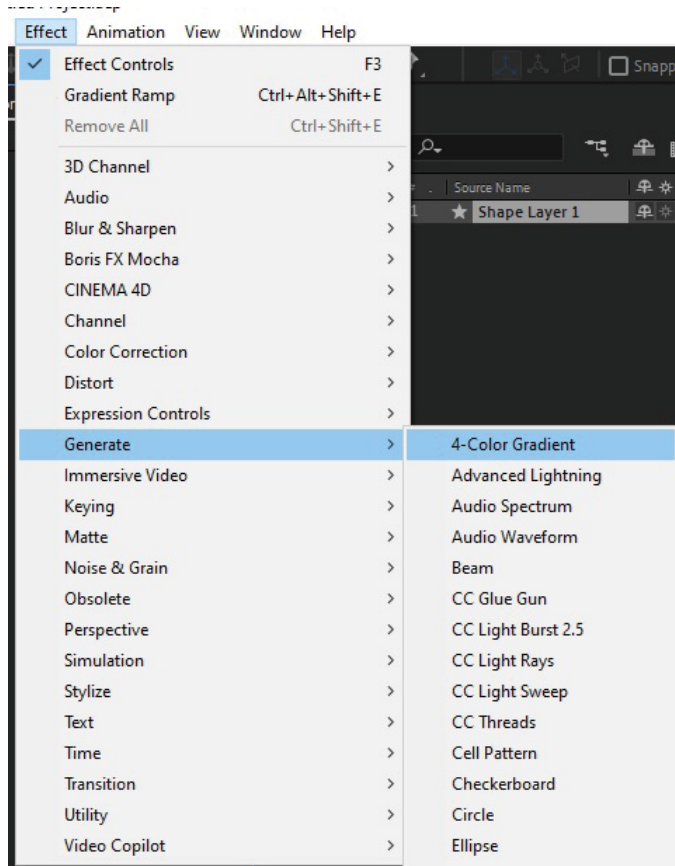 Effect Animation View Window Help
Effect Controls F3
Gradient Ramp Ctrl+Alt+Shift+E
Remove All Ctrl+Shift+E
3D Channel
Audio
Blur & Sharpen
Boris FX Mocha
CINEMA 4D
Channel
Color Correction
Distort
Expression Controls
Generate
Immersive Video
Keying
Matte
Noise & Grain
Obsolete
Perspective
Simulation
Stylize
Text
Time
Transition
Utility
Video Copilot
Snapp
Source Name
1 Shape Layer 1
4-Color Gradient
Advanced Lightning
Audio Spectrum
Audio Waveform
Beam
CC Glue Gun
CC Light Burst 2.5
CC Light Rays
CC Light Sweep
CC Threads
Cell Pattern
Checkerboard
Circle
Ellipse